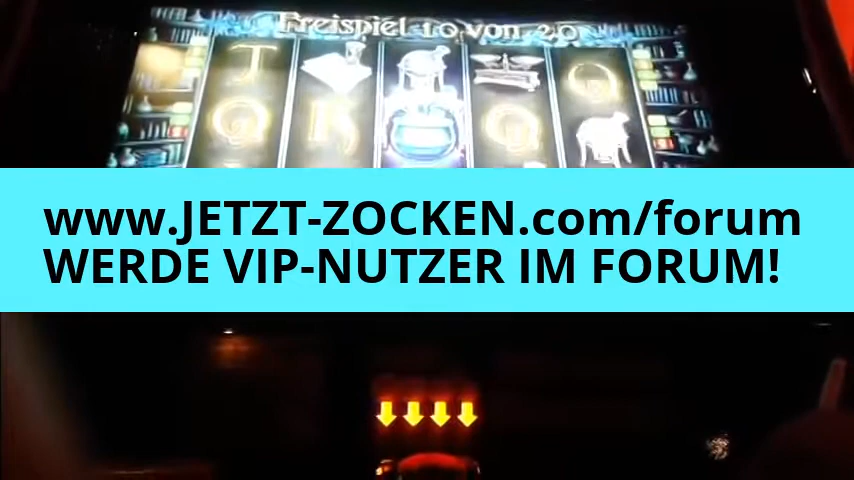 Freispiel 10 von 20
www.JETZT-ZOCKEN.com/forum
WERDE VIP-NUTZER IM FORUM!